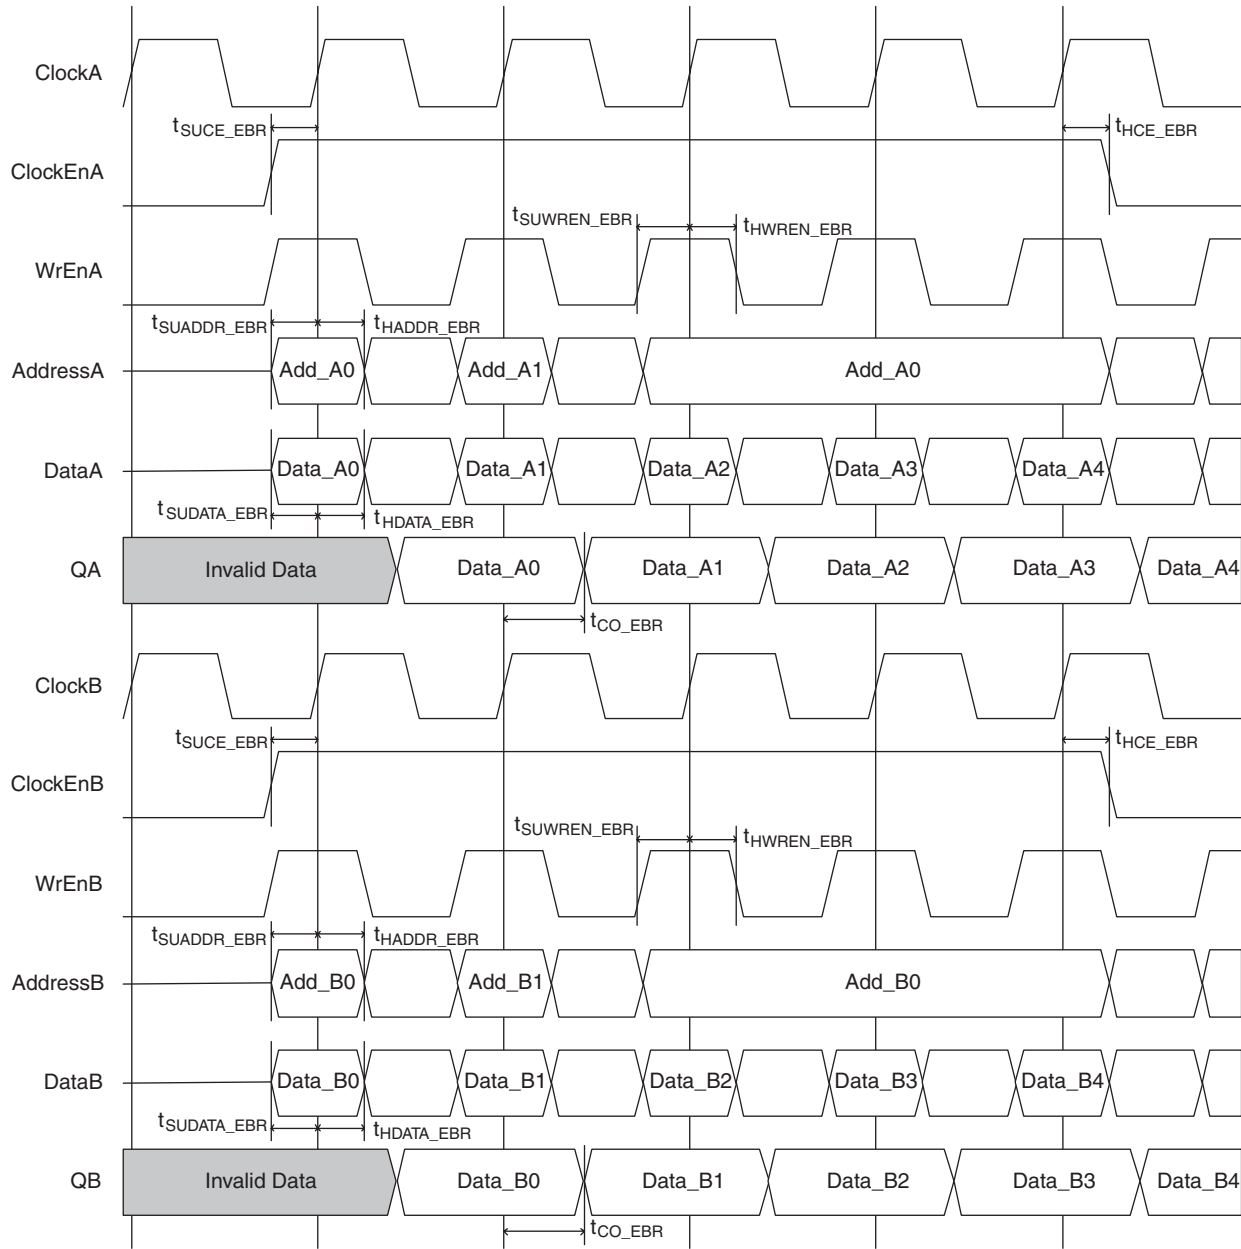 ClockA
tSUCE_EBR tHCE_EBR
ClockEnA
tSUWREN_EBR tHWREN_EBR
WrEnA
tSUADDR_EBR tHADDR_EBR
AddressA Add_A0 Add_A1 Add_A0
DataA Data_A0 Data_A1 Data_A2 Data_A3 Data_A4
tSUDATA_EBR tHDATA_EBR
QA Invalid Data Data_A0 Data_A1 Data_A2 Data_A3 Data_A4
tCO_EBR
ClockB
tSUCE_EBR tHCE_EBR
ClockEnB
tSUWREN_EBR tHWREN_EBR
WrEnB
tSUADDR_EBR tHADDR_EBR
AddressB Add_B0 Add_B1 Add_B0
DataB Data_B0 Data_B1 Data_B2 Data_B3 Data_B4
tSUDATA_EBR tHDATA_EBR
QB Invalid Data Data_B0 Data_B1 Data_B2 Data_B3 Data_B4
tCO_EBR